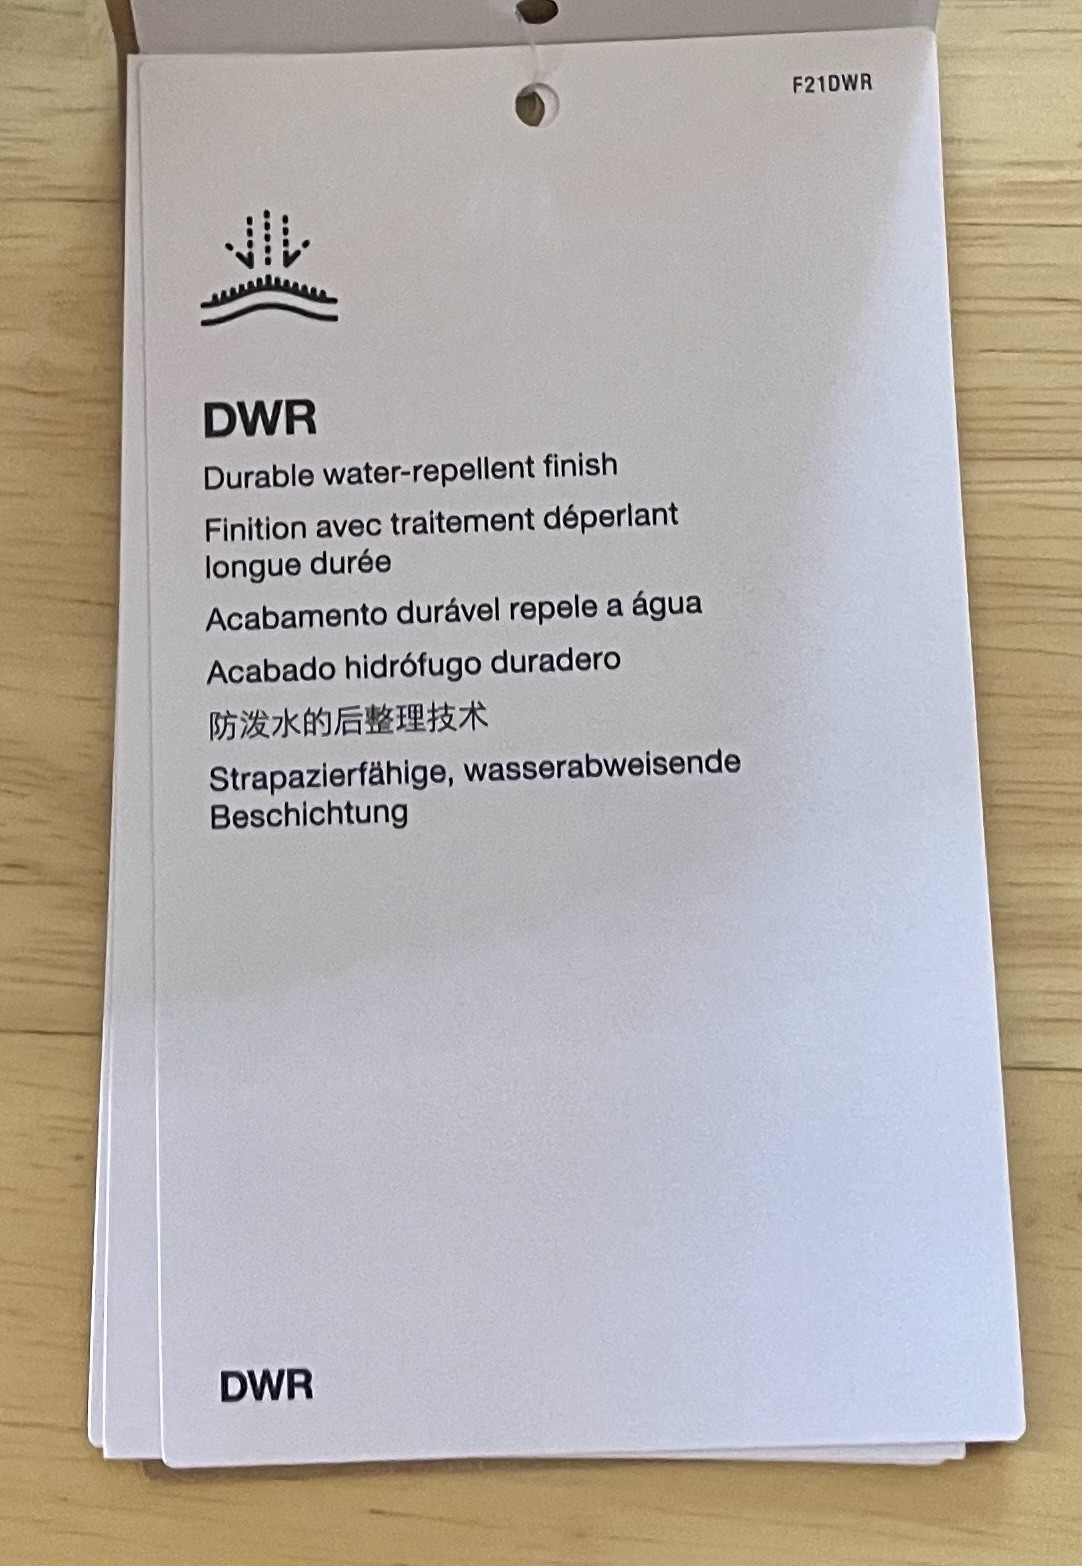 F21DWR
DWR
Durable water-repellent finish
Finition avec traitement déperlant
longue durée
Acabamento durável repele a água
Acabado hidrófugo duradero
防泼水的后整理技术
Strapazierfähige, wasserabweisende
Beschichtung
DWR